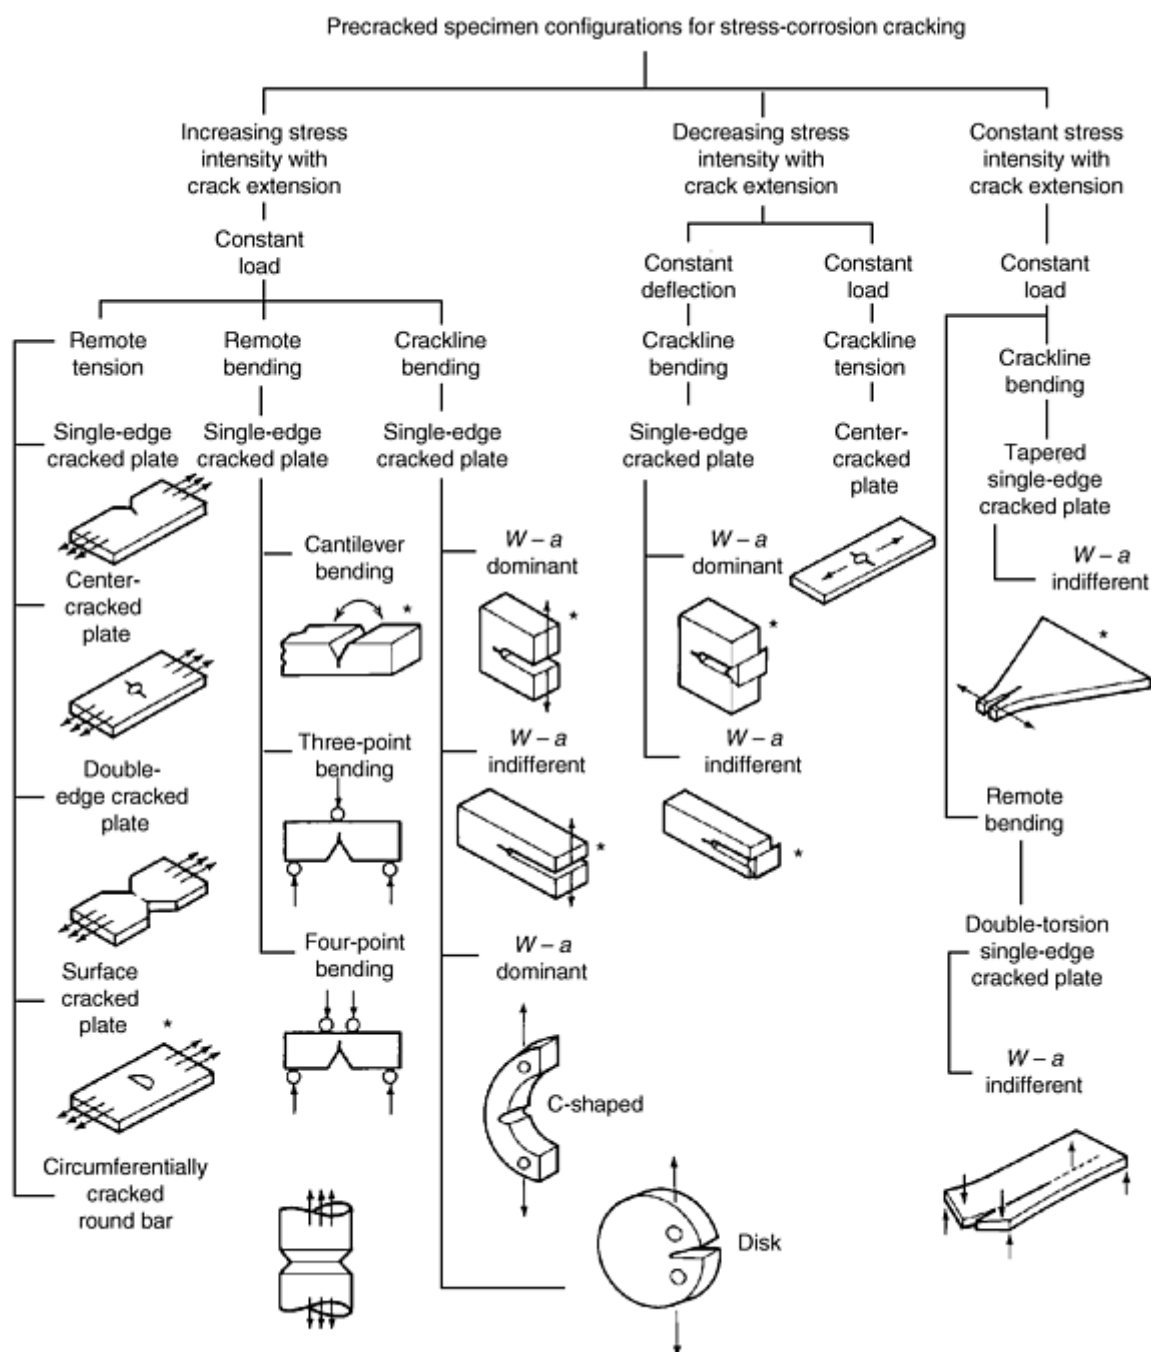 Precracked specimen configurations for stress-corrosion cracking
Increasing stress
intensity with
crack extension
Constant
load
Remote
tension
Single-edge
cracked plate
Center-
cracked
plate
Double-
edge cracked
plate
Surface
cracked
plate
*
Circumferentially
cracked
round bar
Remote
bending
Single-edge
cracked plate
Cantilever
bending
*
Three-point
bending
Four-point
bending
Crackline
bending
Single-edge
cracked plate
W – a
dominant
*
W – a
indifferent
*
W – a
dominant
C-shaped
Disk
Decreasing stress
intensity with
crack extension
Constant
deflection
Crackline
bending
Single-edge
cracked plate
W – a
dominant
*
W – a
indifferent
*
Constant
load
Crackline
tension
Center-
cracked
plate
Constant stress
intensity with
crack extension
Constant
load
Crackline
bending
Tapered
single-edge
cracked plate
W – a
indifferent
*
Remote
bending
Double-torsion
single-edge
cracked plate
W – a
indifferent